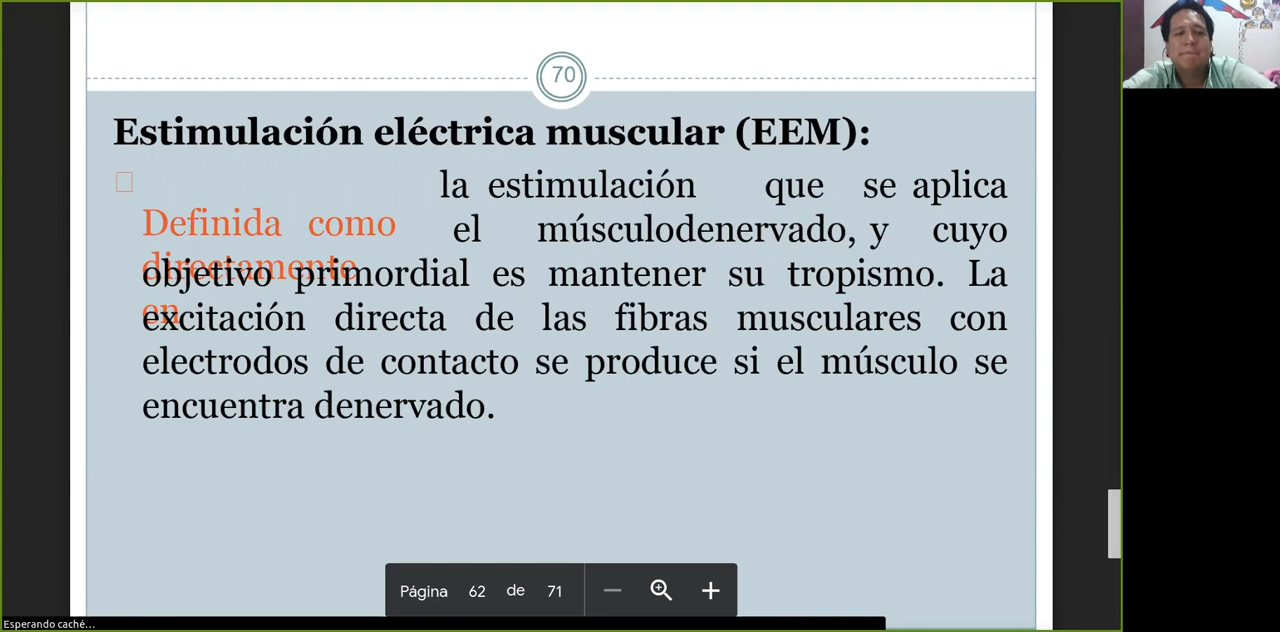 70
Estimulación eléctrica muscular (EEM):
la estimulación que se aplica
Definida como el músculodenervado, y cuyo
directamente
objetivo primordial es mantener su tropismo. La
en
excitación directa de las fibras musculares con
electrodos de contacto se produce si el músculo se
encuentra denervado.
Página 62 de 71
Esperando caché...